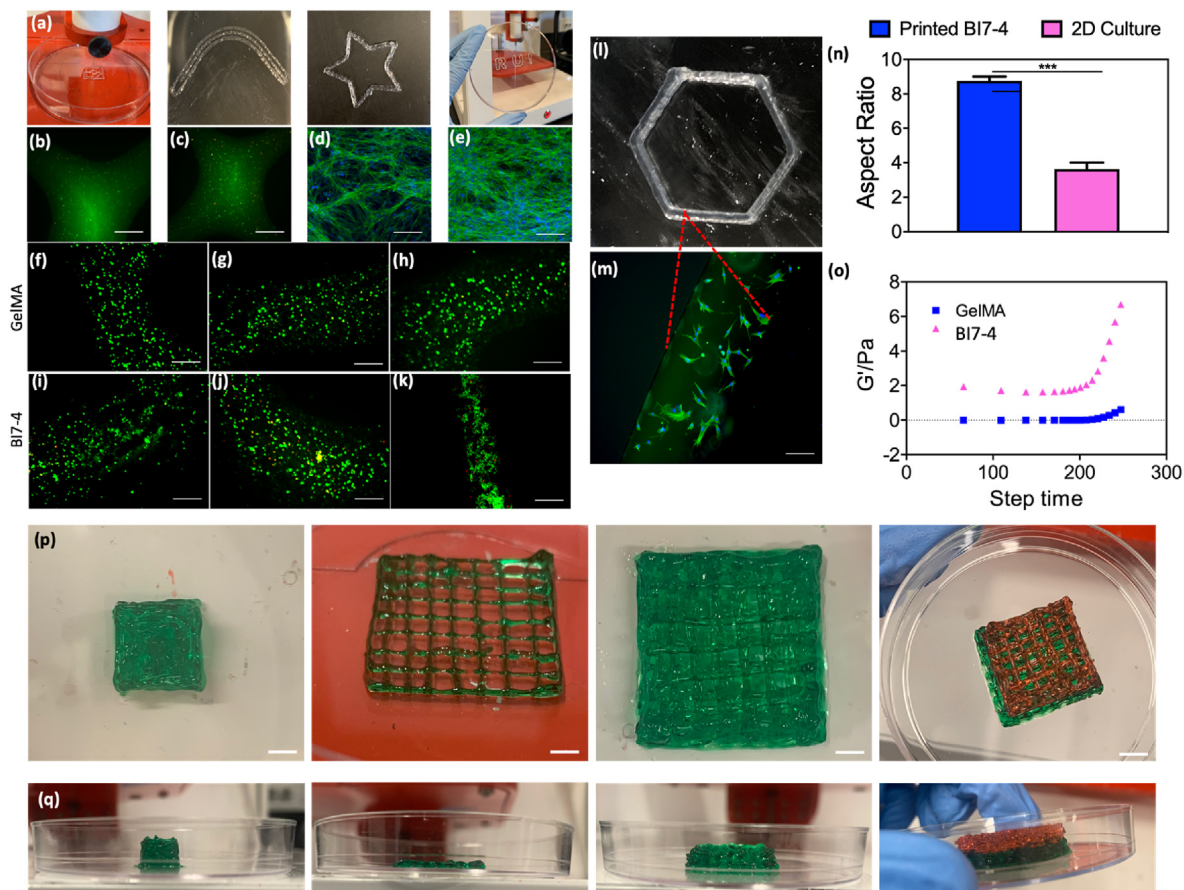 (a)
R U I
(b)
(c)
(d)
(e)
GelMA
(f)
(g)
(h)
BI7-4
(i)
(j)
(k)
(l)
(m)
Printed BI7-4
2D Culture
(n)
Aspect Ratio
10
8
6
4
2
0
***
(o)
G'/Pa
8
6
4
2
0
-2
GelMA
BI7-4
0
100
200
300
Step time
(p)
(q)